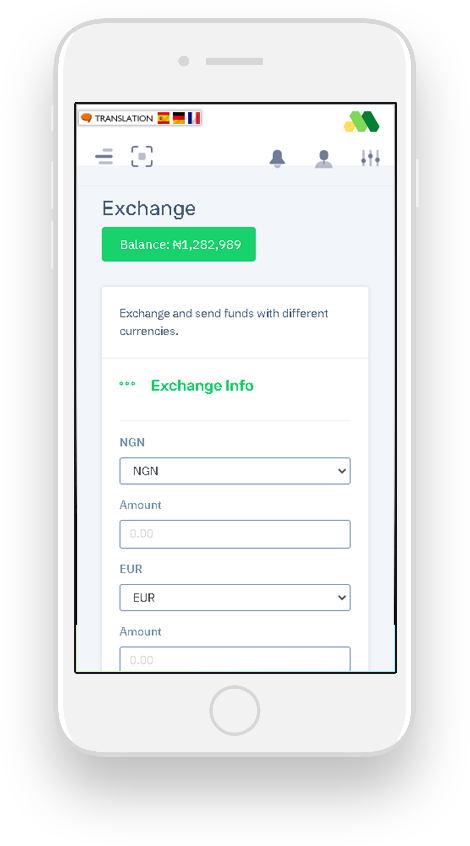 TRANSLATION
Exchange
Balance: ₦1,282,989
Exchange and send funds with different
currencies.
Exchange Info
NGN
NGN
Amount
0.00
EUR
EUR
Amount
0.00